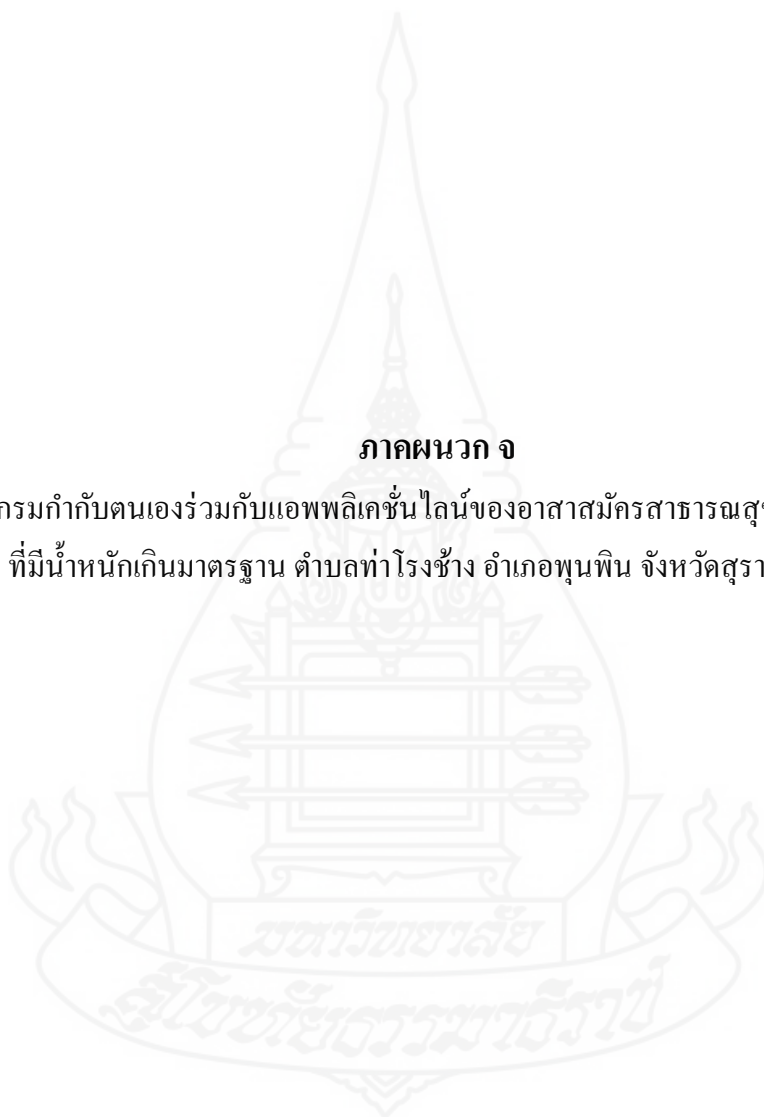 ภาคผนวก จ
กรมกำกับตนเองร่วมกับแอพพลิเคชั่นไลน์ของอาสาสมัครสาธารณสุข
ที่มีน้ำหนักเกินมาตรฐาน ตำบลท่าโรงช้าง อำเภอพุนพิน จังหวัดสุรา
มหาวิทยาลัย
สุโขทัยธรรมาธิราช